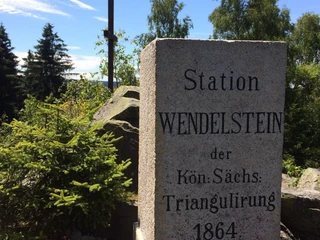 Station
WENDELSTEIN
der
Kön: Sächs:
Triangulirung
1864.